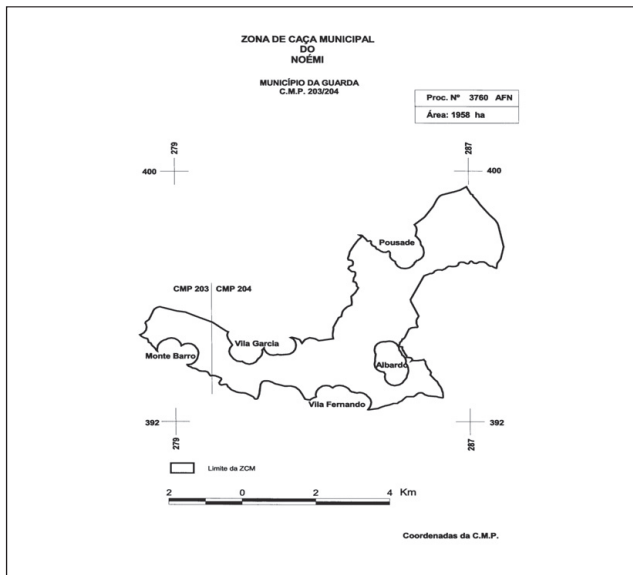 ZONA DE CAÇA MUNICIPAL
DO
NOÉMI
MUNICÍPIO DA GUARDA
C.M.P. 203/204
Proc. Nº 3760 AFN
Área: 1958 ha
279
287
400
400
Pousade
CMP 203 CMP 204
Vila Garcia
Monte Barro
Albardo
Vila Fernando
392
392
279
287
Limite da ZCM
2 0 2 4 Km
Coordenadas da C.M.P.